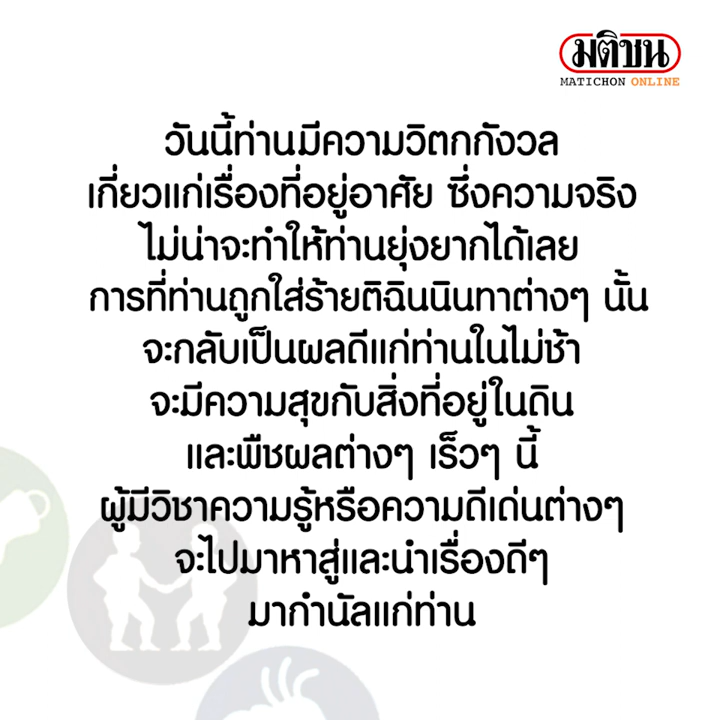 มติชน
MATICHON ONLINE
วันนี้ท่านมีความวิตกกังวล
เกี่ยวแก่เรื่องที่อยู่อาศัย ซึ่งความจริง
ไม่น่าจะทำให้ท่านยุ่งยากได้เลย
การที่ท่านถูกใส่ร้ายติฉินนินทาต่างๆ นั้น
จะกลับเป็นผลดีแก่ท่านในไม่ช้า
จะมีความสุขกับสิ่งที่อยู่ในดิน
และพืชผลต่างๆ เร็วๆ นี้
ผู้มีวิชาความรู้หรือความดีเด่นต่างๆ
จะไปมาหาสู่และนำเรื่องดีๆ
มากำนัลแก่ท่าน